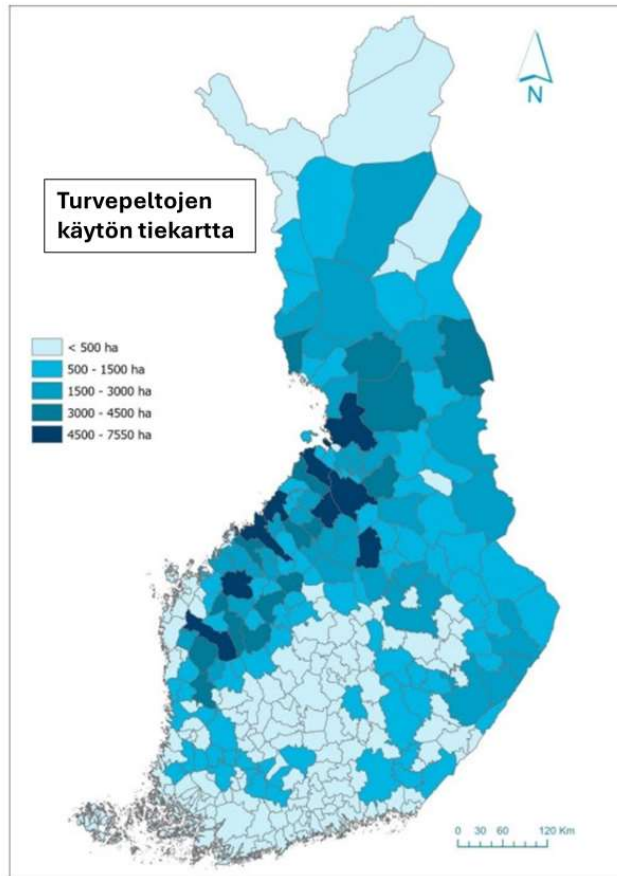 N
Turvepeltojen
käytön tiekartta
< 500 ha
500 - 1500 ha
1500 - 3000 ha
3000 - 4500 ha
4500 - 7550 ha
0 30 60 120 Km